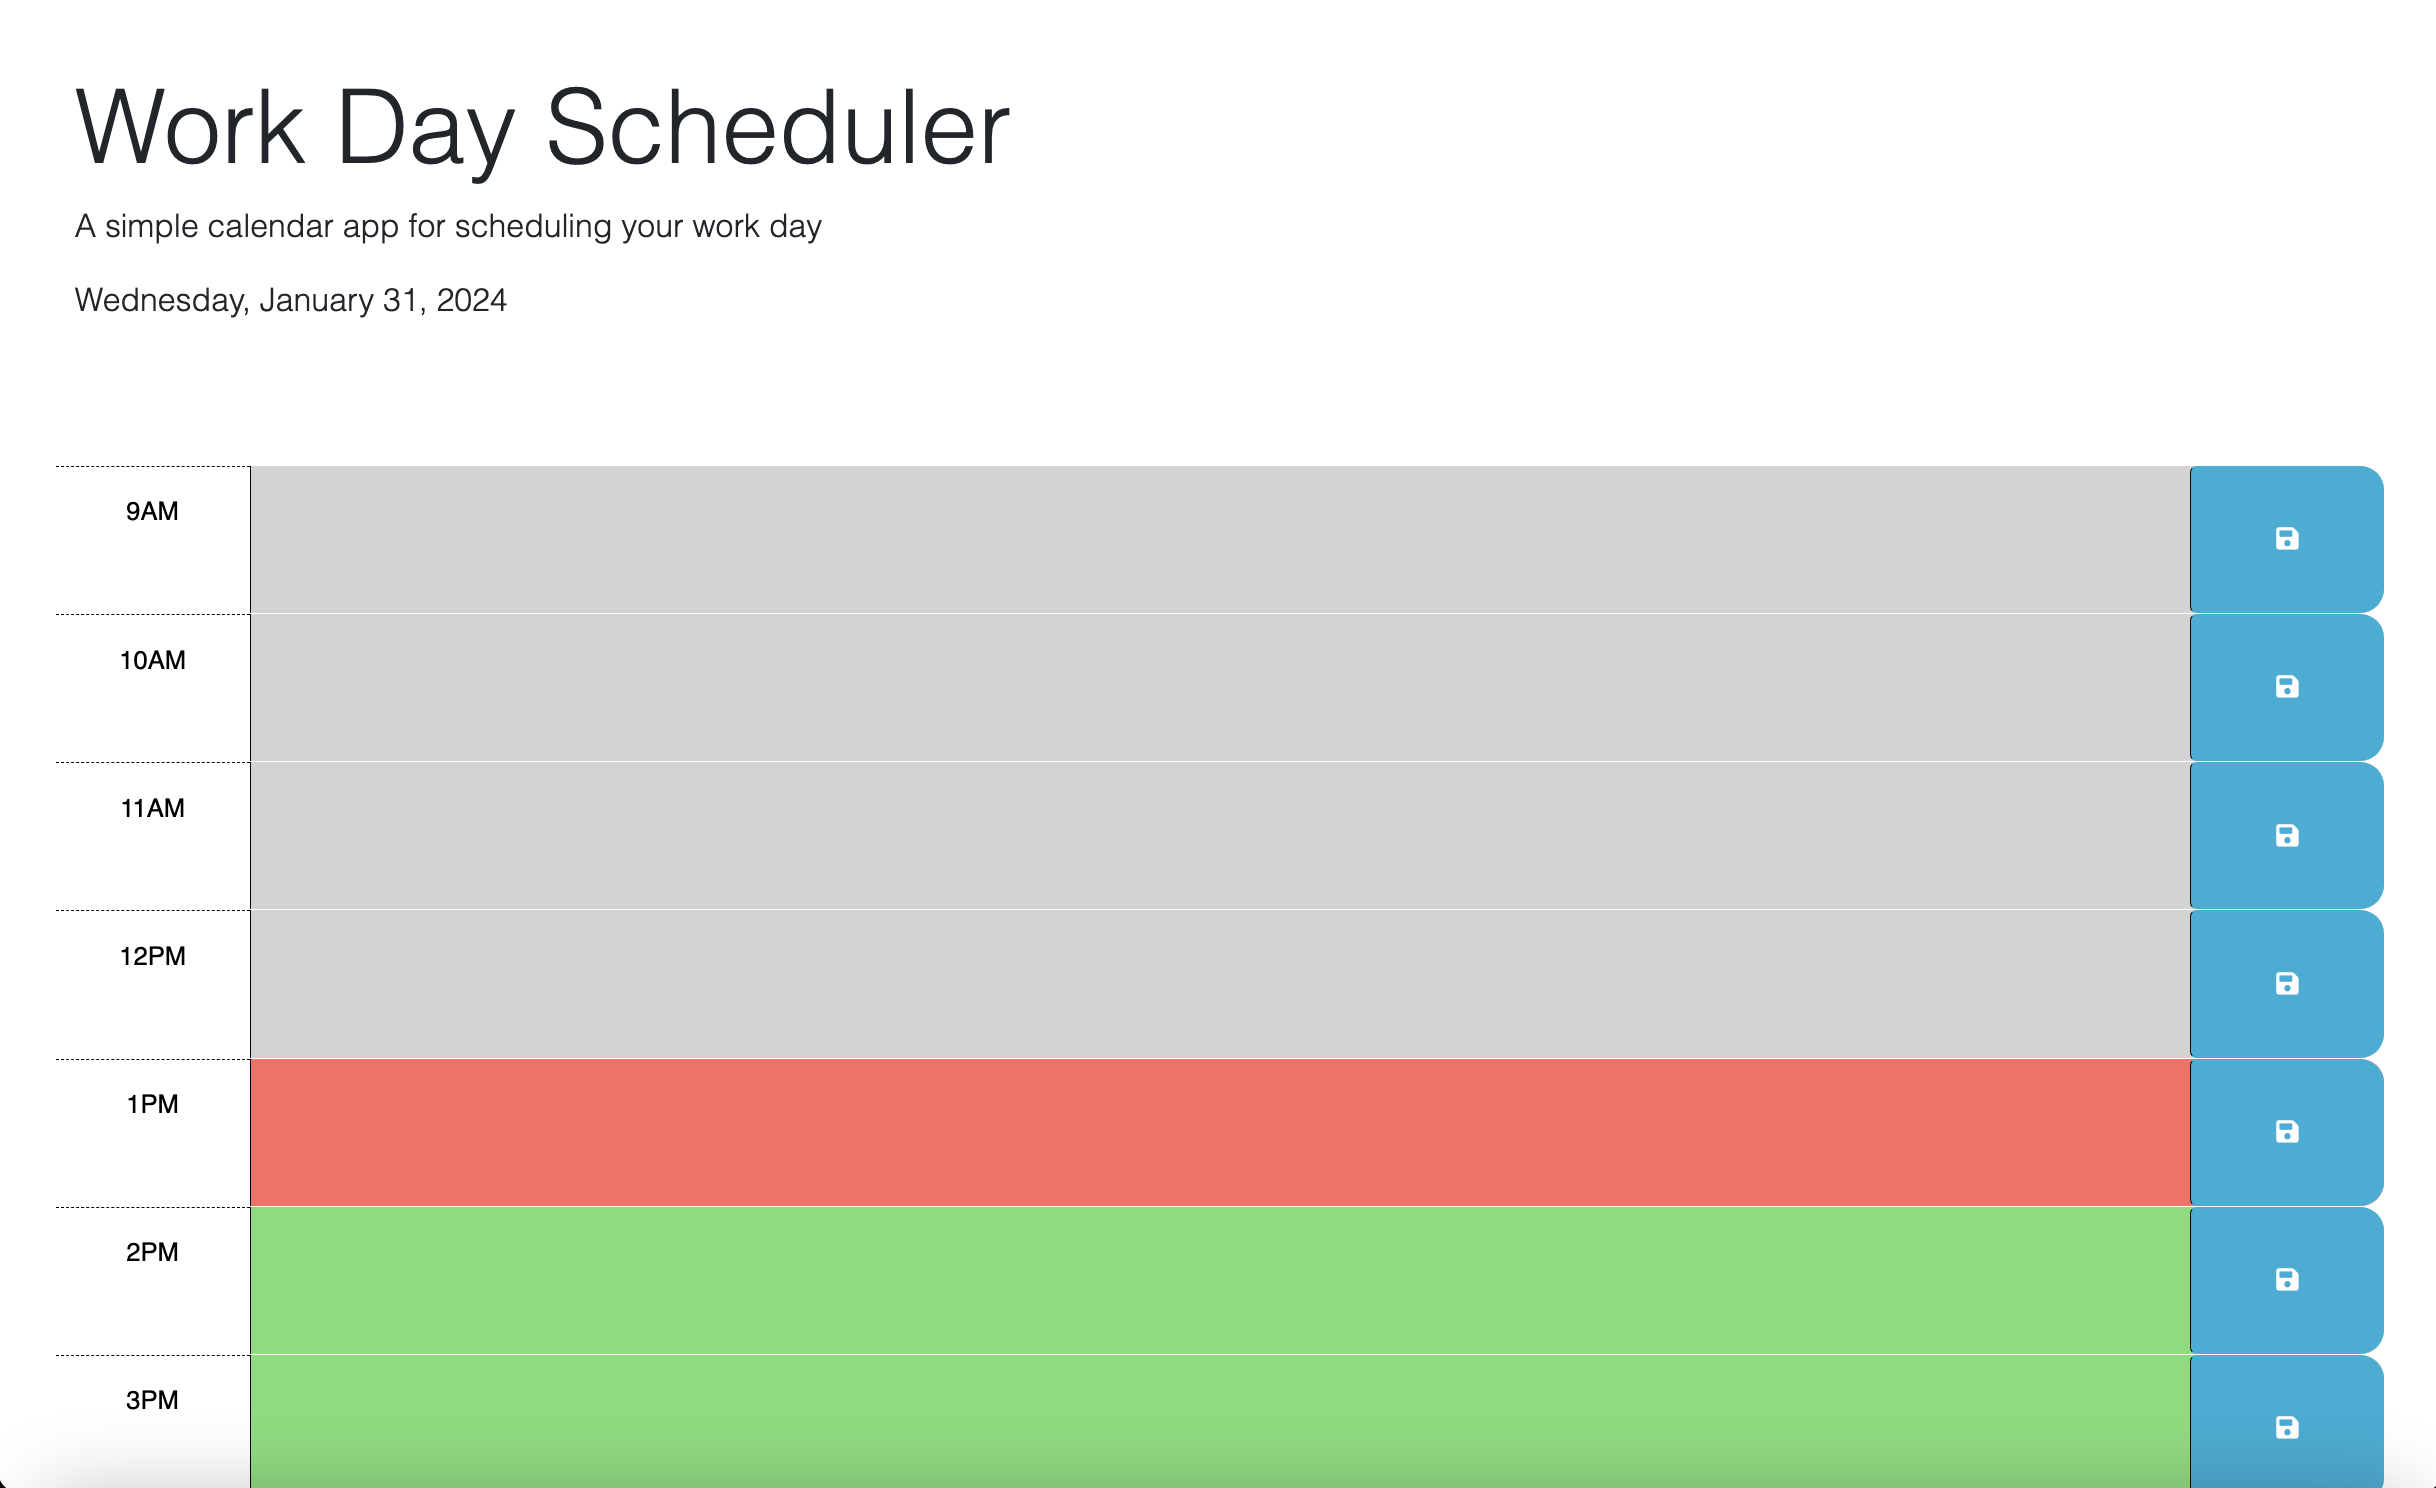 Work Day Scheduler
A simple calendar app for scheduling your work day
Wednesday, January 31, 2024
9AM
10AM
11AM
12PM
1PM
2PM
3PM